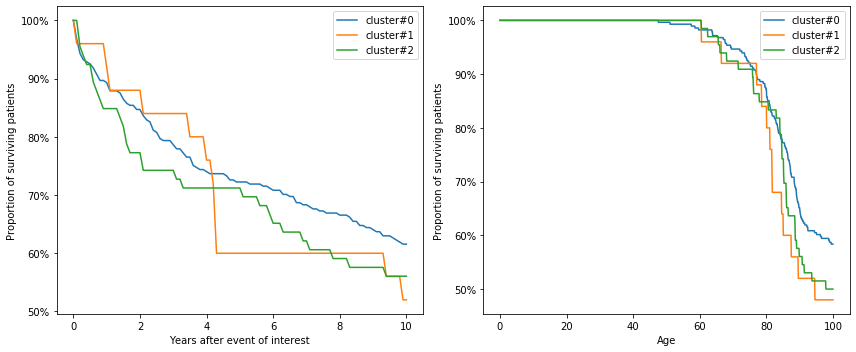 Proportion of surviving patients
100%
90%
80%
70%
60%
50%
0
2
4
6
8
10
Years after event of interest
cluster#0
cluster#1
cluster#2
Proportion of surviving patients
100%
90%
80%
70%
60%
50%
0
20
40
60
80
100
Age
cluster#0
cluster#1
cluster#2